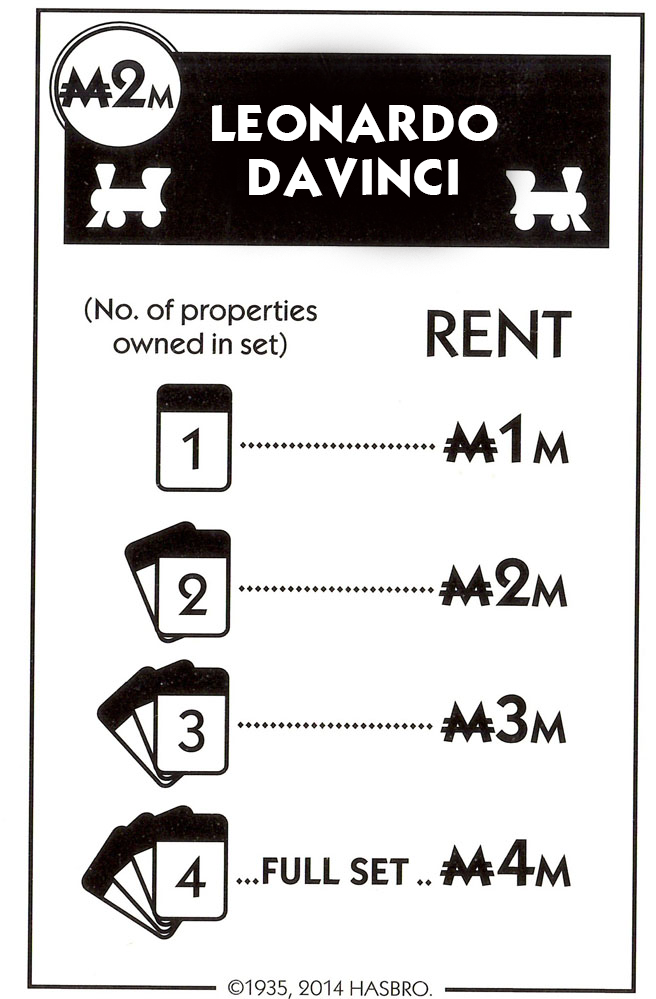 ₩2M
LEONARDO
DAVINCI
(No. of properties
owned in set)
RENT
1 ₩1M
2 ₩2M
3 ₩3M
4 ...FULL SET .. ₩4M
©1935, 2014 HASBRO.